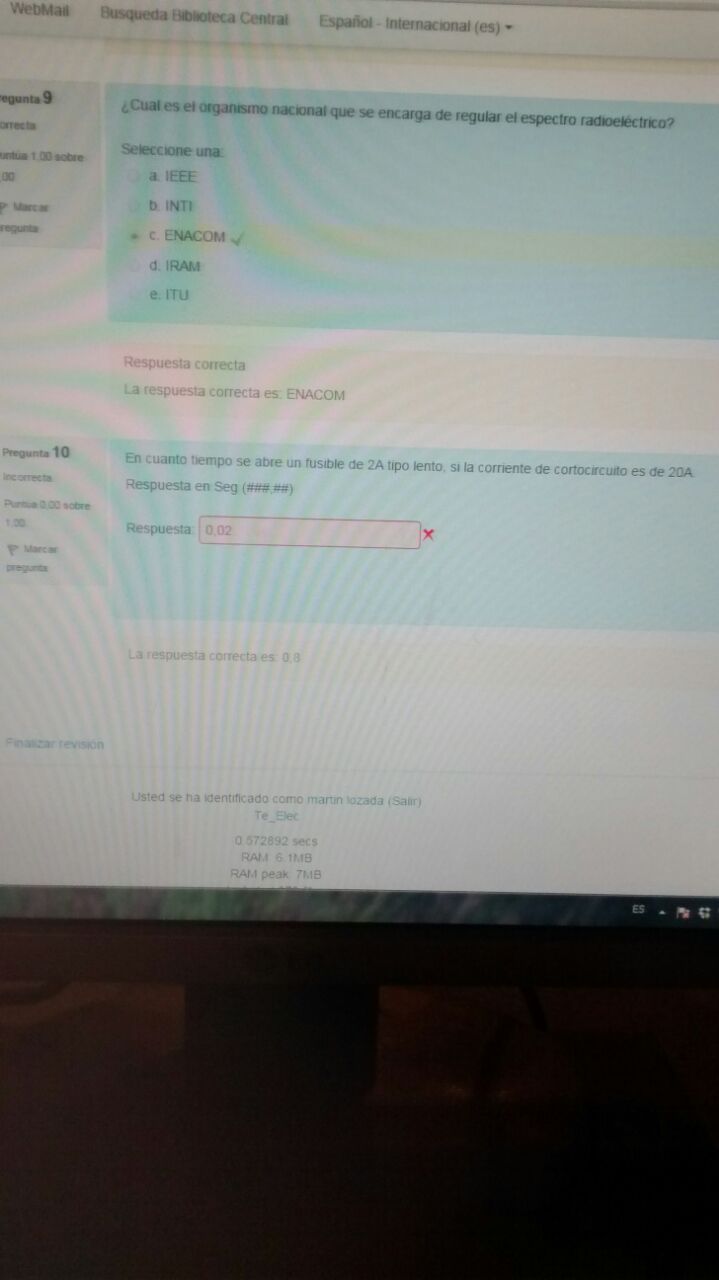 WebMail Busqueda Biblioteca Central Español - Internacional (es)
regunta 9
orrecta
untúa 1,00 sobre
,00
Marcar
regunta
¿Cual es el organismo nacional que se encarga de regular el espectro radioeléctrico?
Seleccione una:
a. IEEE
b. INTI
c. ENACOM
d. IRAM
e. ITU
Respuesta correcta
La respuesta correcta es: ENACOM
Pregunta 10
Incorrecta
Puntúa 0,00 sobre
1,00
Marcar
pregunta
En cuanto tiempo se abre un fusible de 2A tipo lento, si la corriente de cortocircuito es de 20A
Respuesta en Seg (###,##)
Respuesta: 0,02
La respuesta correcta es: 0,8
Finalizar revisión
Usted se ha identificado como martin lozada (Salir)
Te_Elec
0.572892 secs
RAM: 6.1MB
RAM peak: 7MB
ES